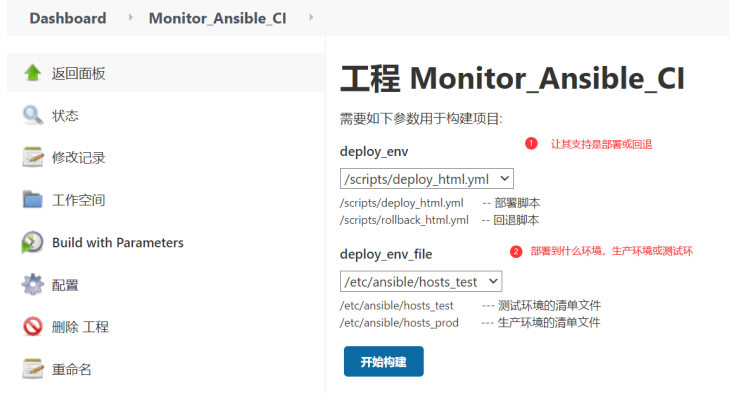 Dashboard Monitor_Ansible_CI
返回面板
状态
修改记录
工作空间
Build with Parameters
配置
删除 工程
重命名
工程 Monitor_Ansible_CI
需要如下参数用于构建项目:
deploy_env
1 让其支持是部署或回退
/scripts/deploy_html.yml
/scripts/deploy_html.yml -- 部署脚本
/scripts/rollback_html.yml -- 回退脚本
deploy_env_file
2 部署到什么环境，生产环境或测试环
/etc/ansible/hosts_test
/etc/ansible/hosts_test --- 测试环境的清单文件
/etc/ansible/hosts_prod --- 生产环境的清单文件
开始构建